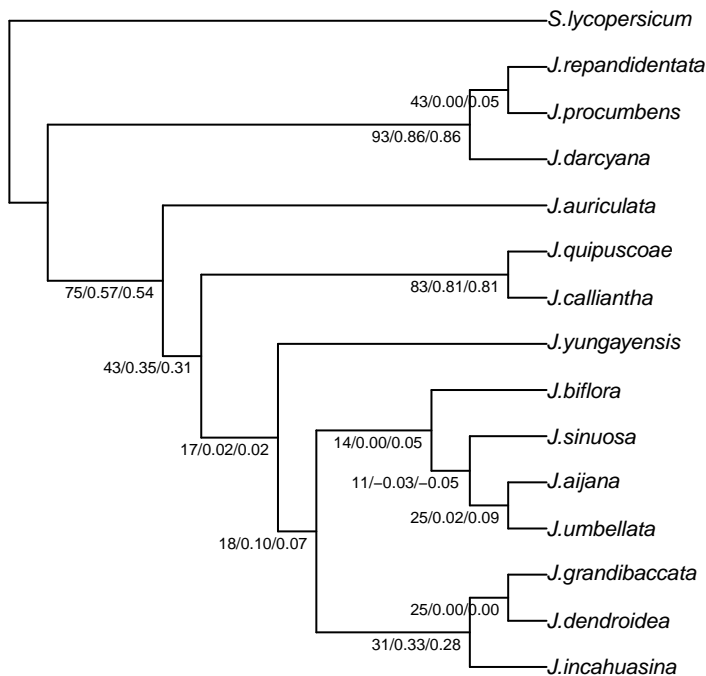 S.lycopersicum
J.repandidentata
43/0.00/0.05
J.procumbens
93/0.86/0.86
J.darcyana
J.auriculata
J.quipuscoae
75/0.57/0.54
83/0.81/0.81
J.calliantha
J.yungayensis
43/0.35/0.31
J.biflora
17/0.02/0.02
14/0.00/0.05
J.sinuosa
11/−0.03/−0.05
J.aijana
25/0.02/0.09
J.umbellata
18/0.10/0.07
J.grandibaccata
25/0.00/0.00
J.dendroidea
31/0.33/0.28
J.incahuasina